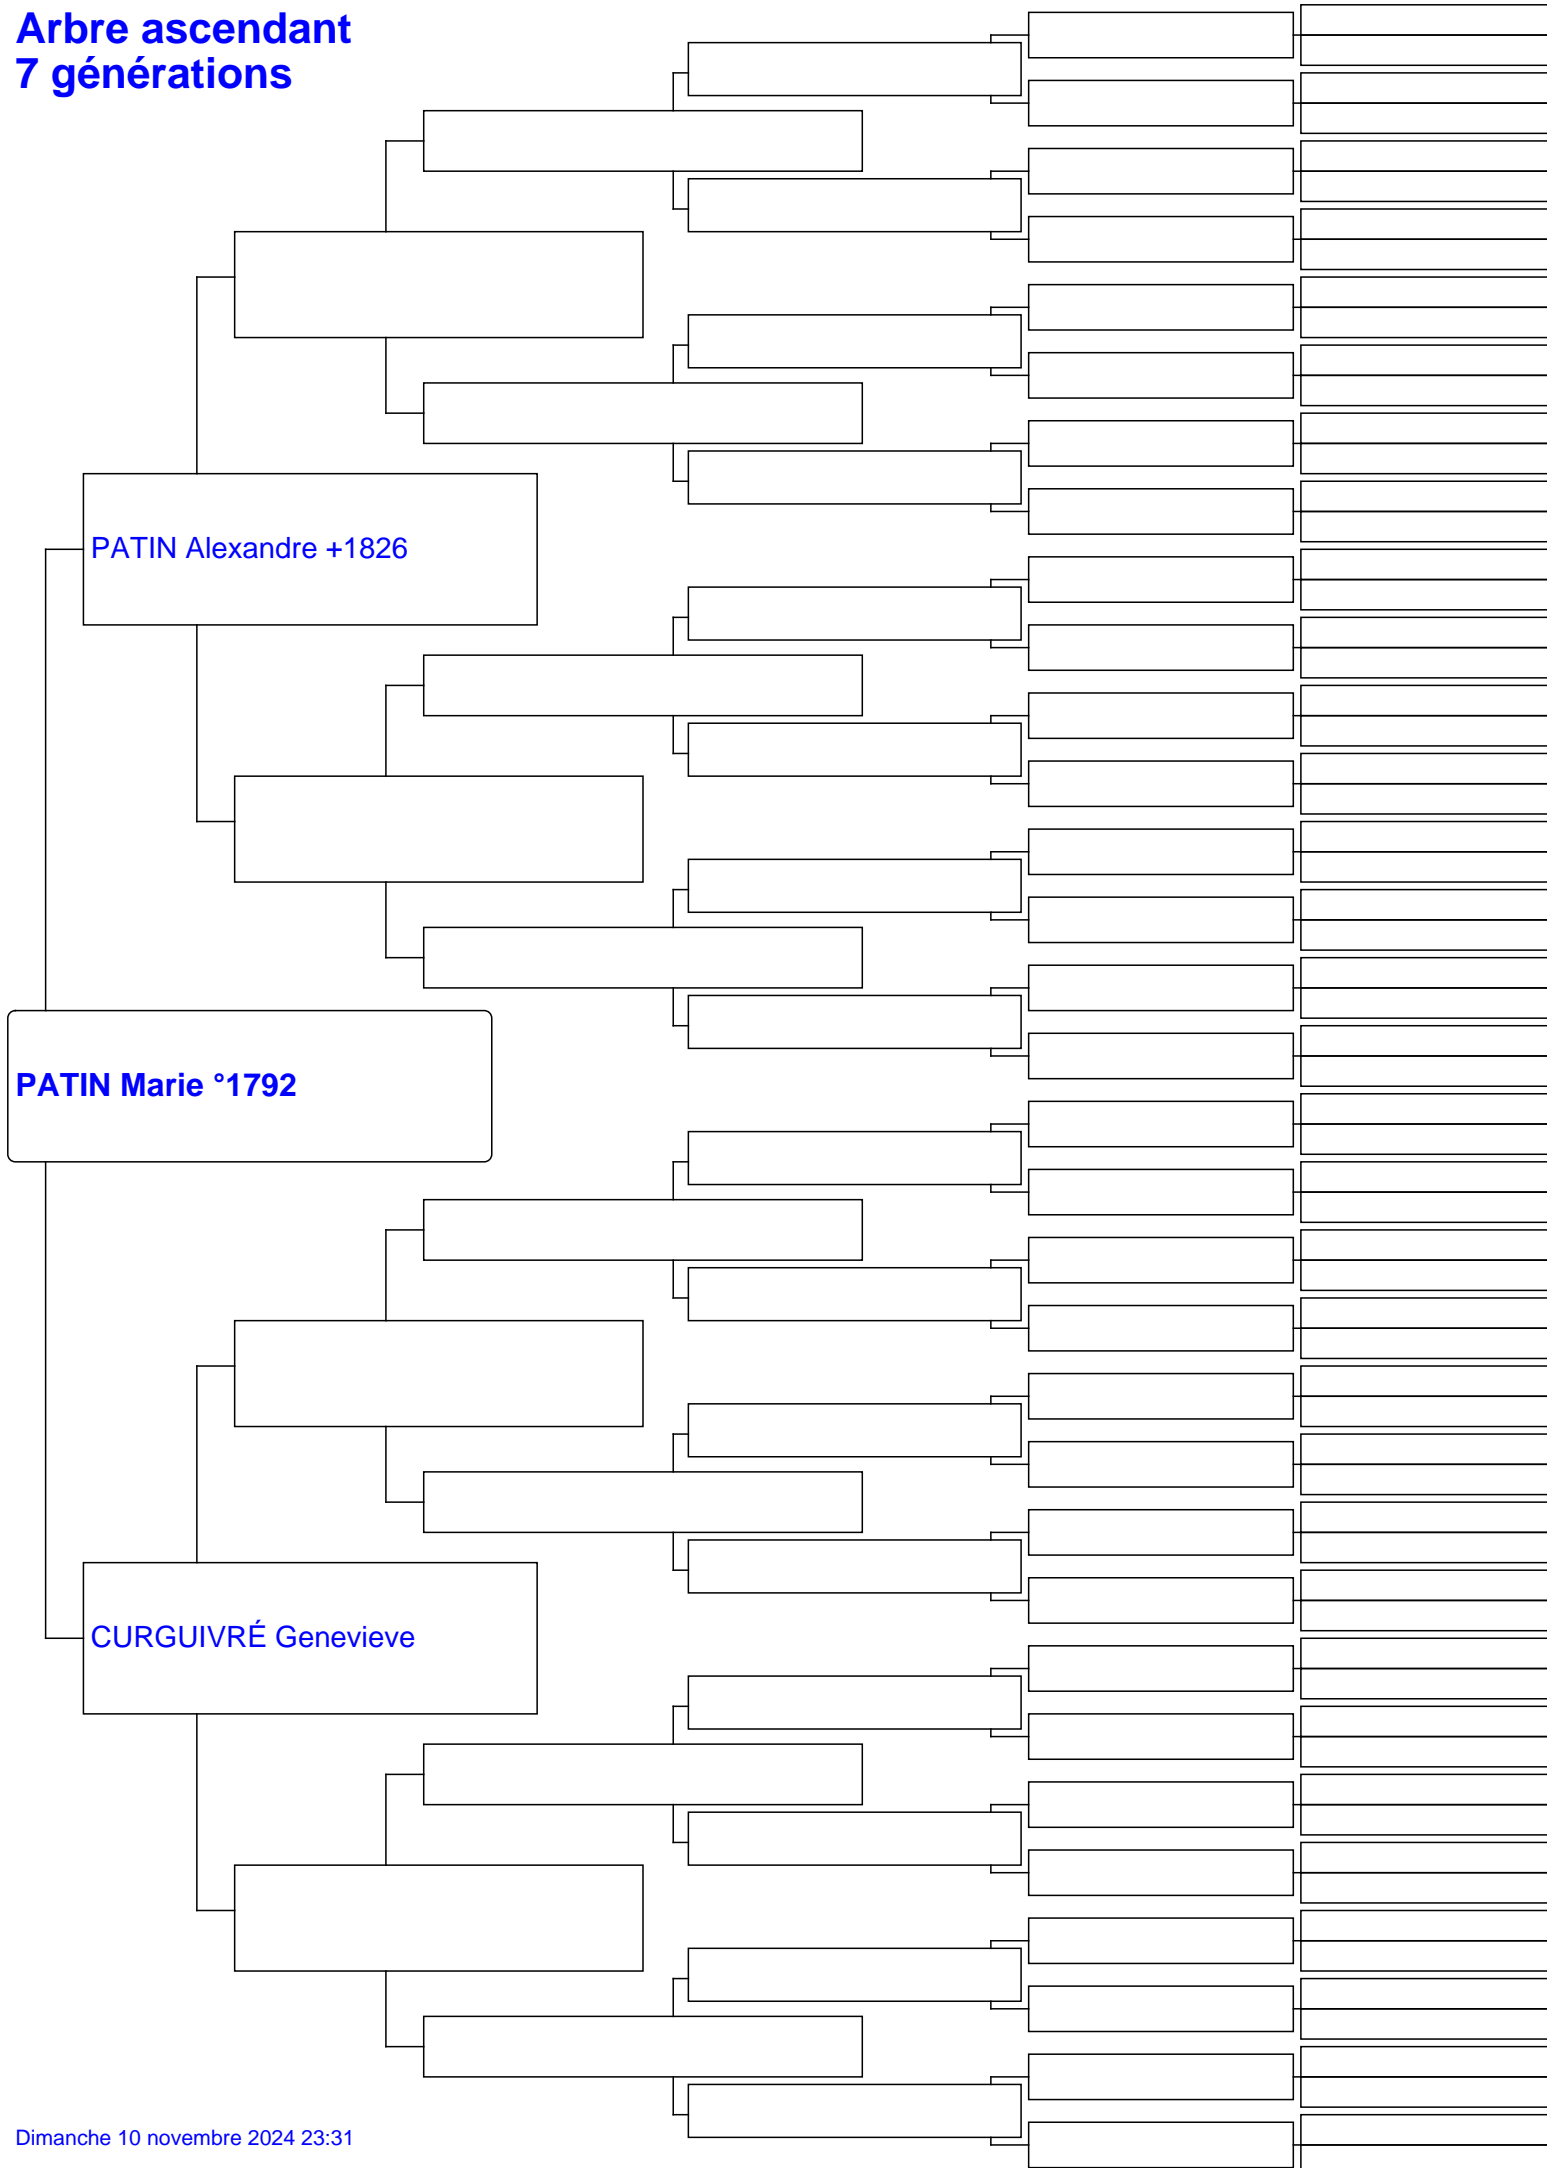 Arbre ascendant
7 générations
PATIN Alexandre +1826
PATIN Marie °1792
CURGUIVRÉ Genevieve
Dimanche 10 novembre 2024 23:31